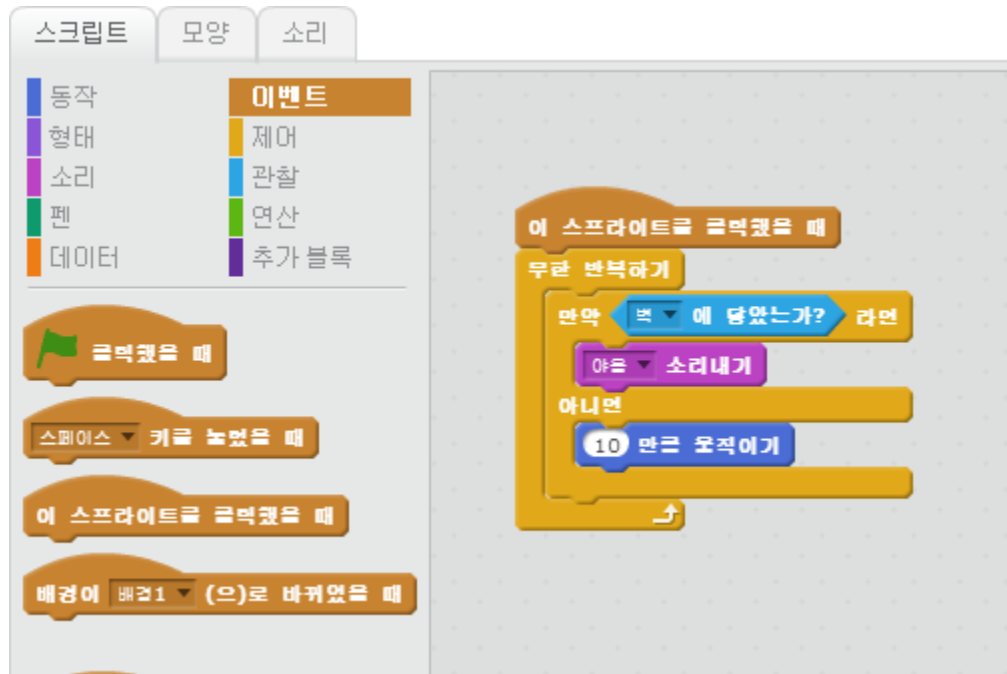 스크립트 모양 소리
동작 이벤트
형태 제어
소리 관찰
펜 연산
데이터 추가 블록
클릭했을 때
스페이스 키를 눌렀을 때
이 스프라이트를 클릭했을 때
배경이 배경1 (으)로 바뀌었을 때
이 스프라이트를 클릭했을 때
무한 반복하기
만약 벽 에 닿았는가? 라면
야옹 소리내기
아니면
10 만큼 움직이기